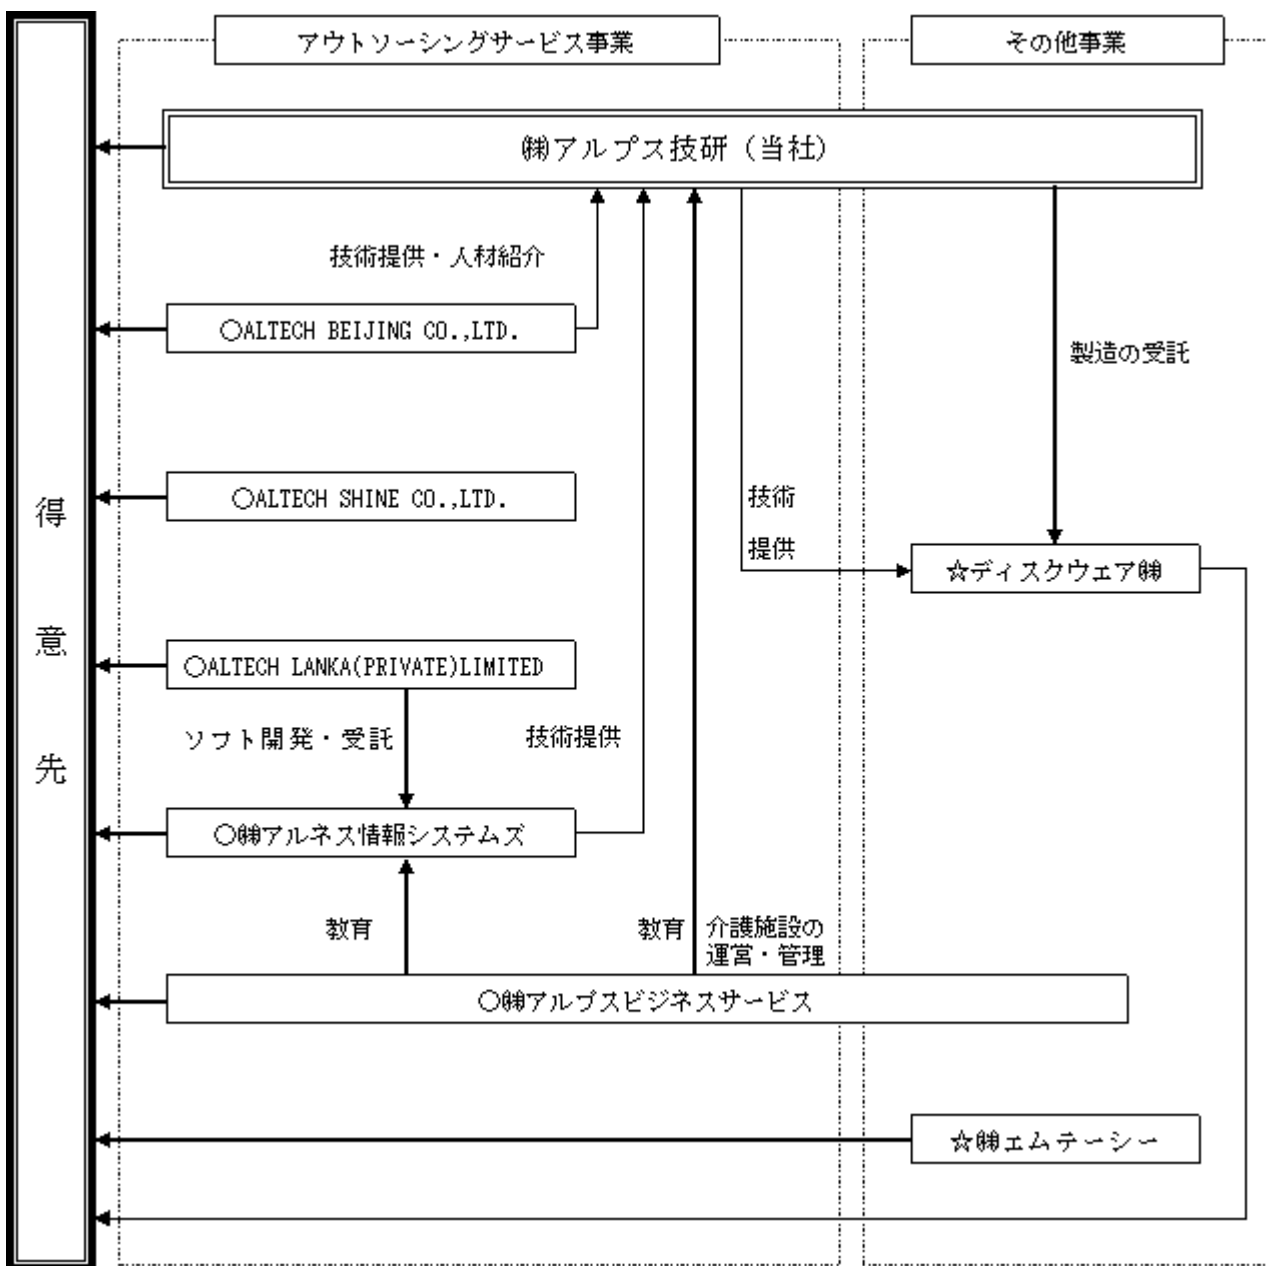 アウトソーシングサービス事業
その他事業
㈱アルプス技研（当社）
技術提供・人材紹介
○ALTECH BEIJING CO.,LTD.
製造の受託
○ALTECH SHINE CO.,LTD.
技術
提供
☆ディスクウェア㈱
得意先
○ALTECH LANKA(PRIVATE)LIMITED
ソフト開発・受託
技術提供
○㈱アルネス情報システムズ
教育
教育
介護施設の
運営・管理
○㈱アルプスビジネスサービス
☆㈱エムテーシー